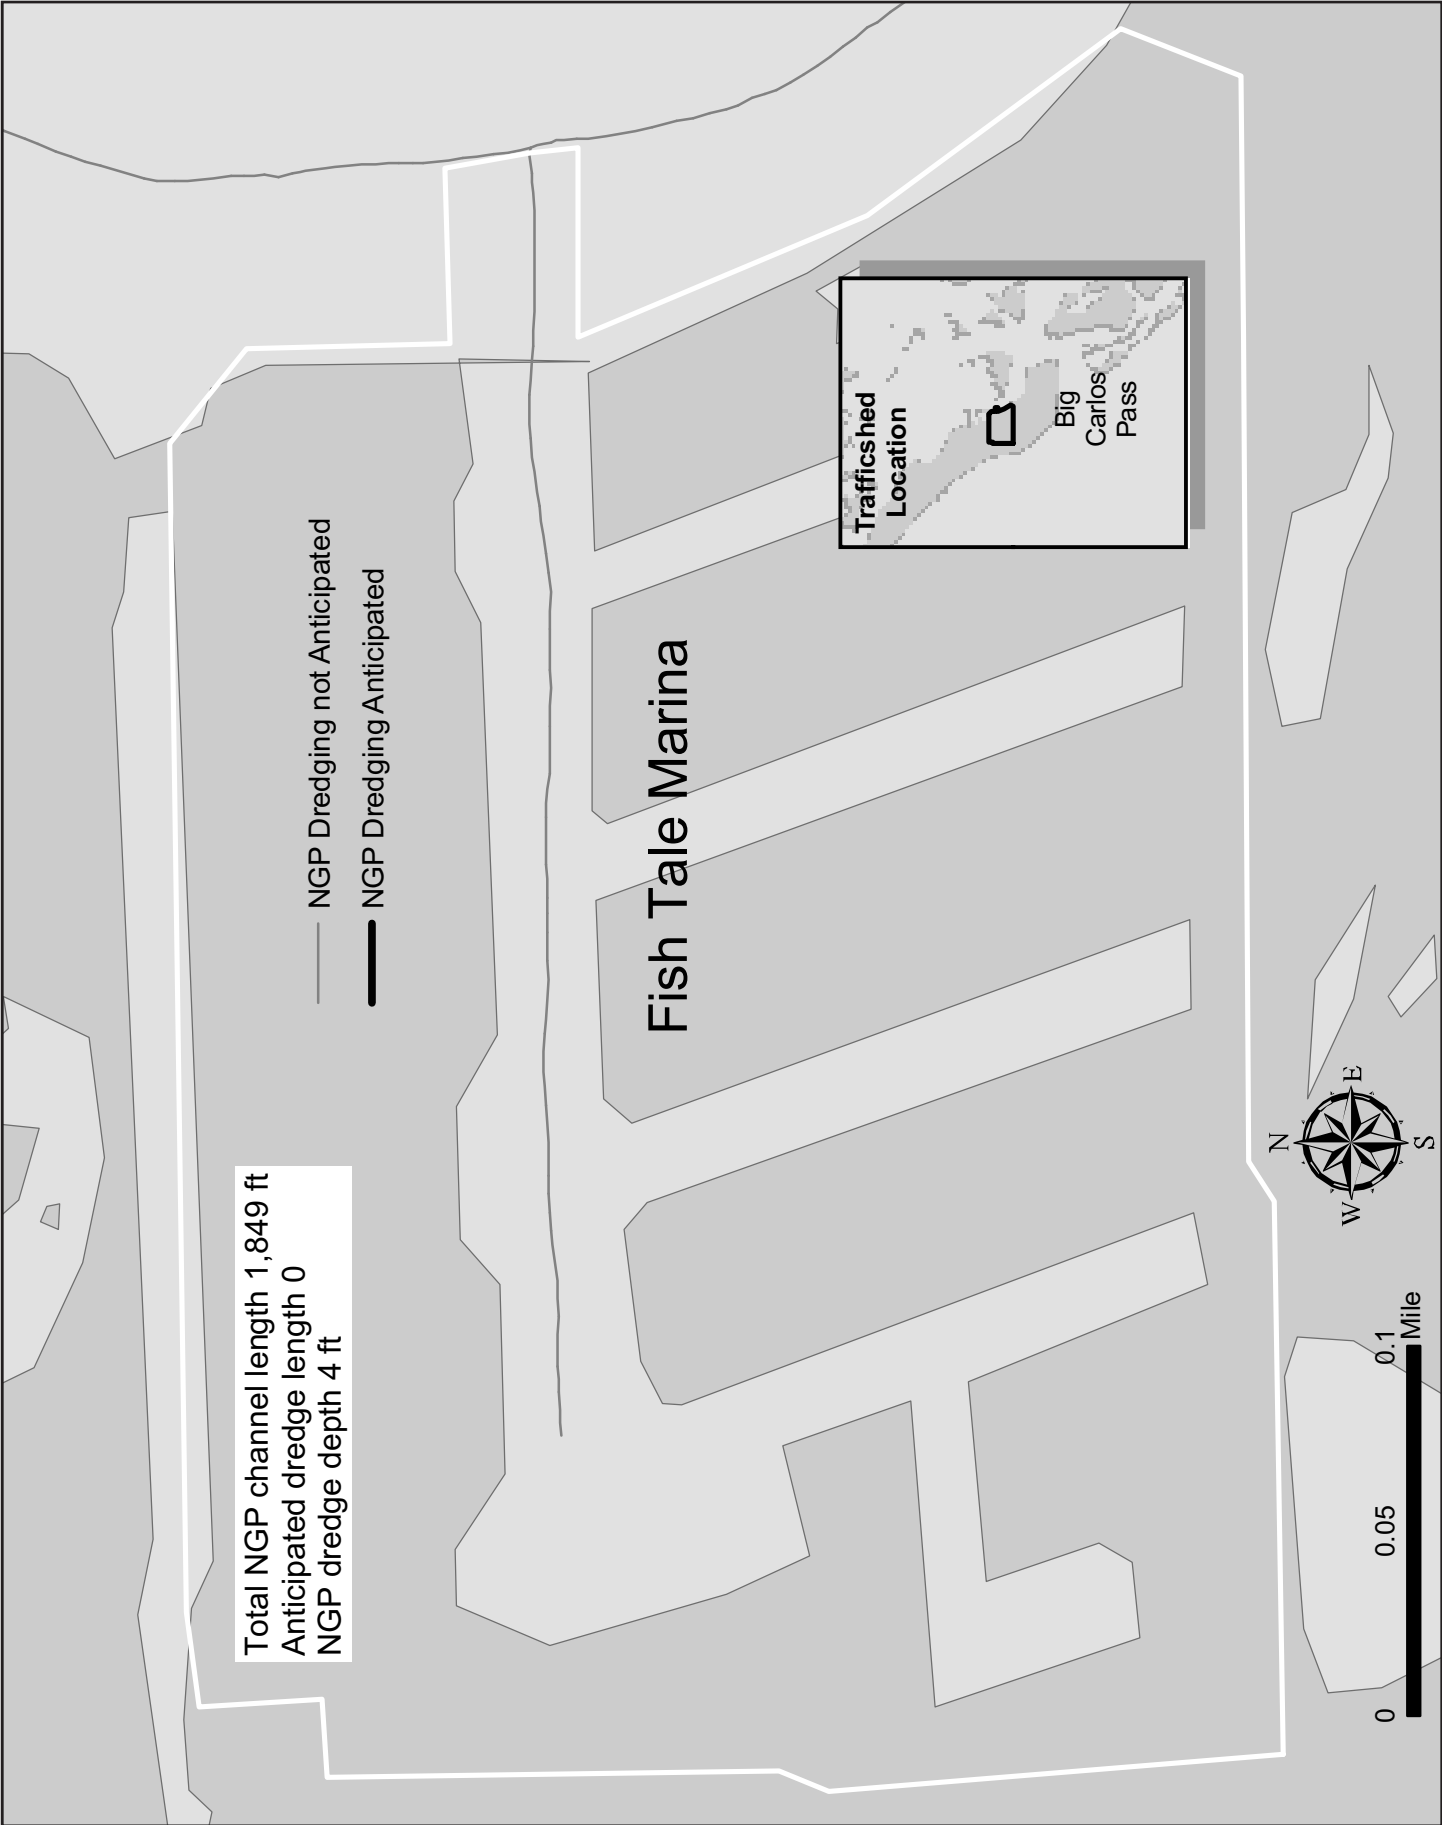 Total NGP channel length 1,849 ft
Anticipated dredge length 0
NGP dredge depth 4 ft
NGP Dredging not Anticipated
NGP Dredging Anticipated
Fish Tale Marina
Trafficshed
Location
Big
Carlos
Pass
N
W
E
S
0
0.05
0.1
Mile